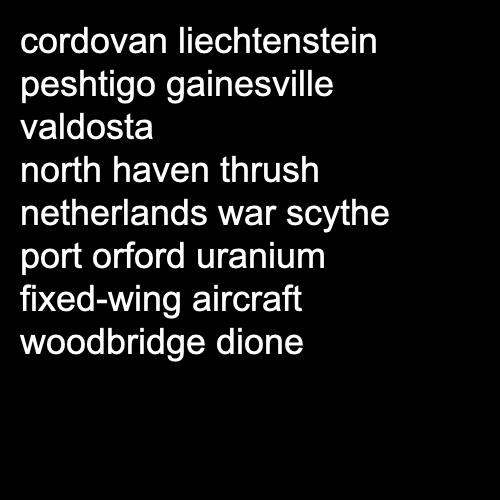 cordovan liechtenstein
peshtigo gainesville
valdosta
north haven thrush
netherlands war scythe
port orford uranium
fixed-wing aircraft
woodbridge dione